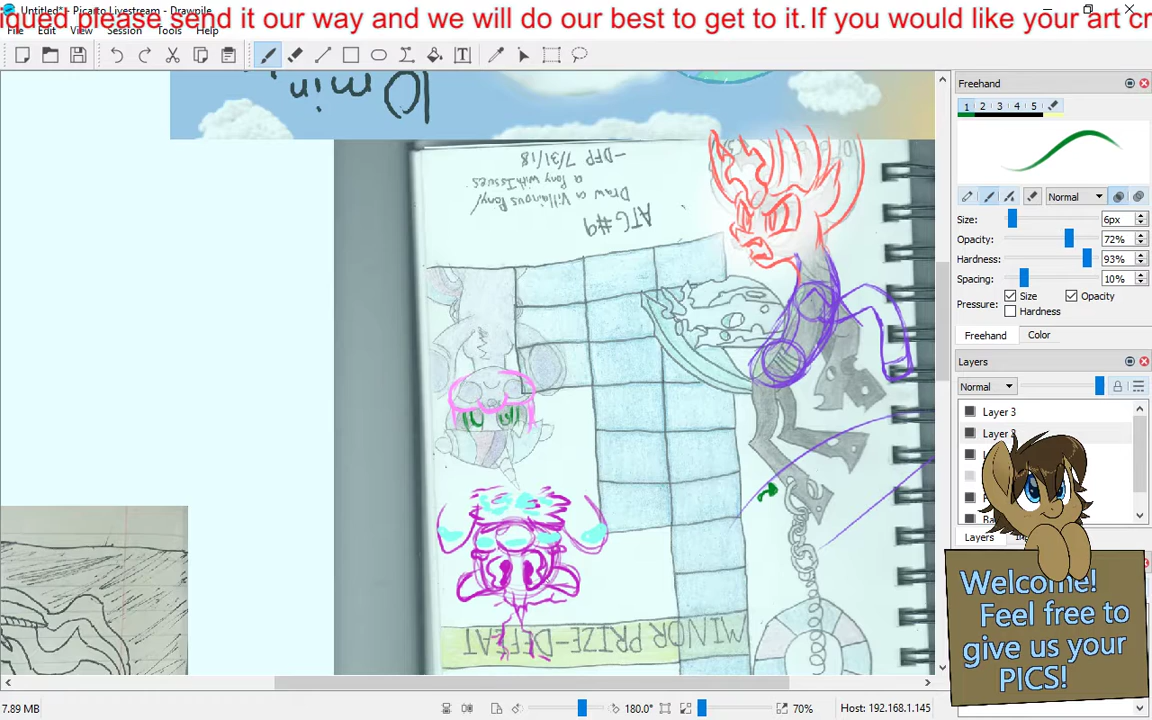 Untitled* - Picarto Livestream - Drawpile
iqued please send it our way and we will do our best to get to it. If you would like your art cr
File Edit View Session Tools Help
10 min.
Freehand
1 2 3 4 5
Normal
Size: 6px
Opacity: 72%
Hardness: 93%
Spacing: 10%
Pressure: Size Opacity
Hardness
Freehand Color
Layers
Normal
Layer 3
Layers
ATG #9
Draw a Villainous Pony/
a Pony with Issues
-DFP 7/31/18
MINOR PRIZE-DEFEAT
Welcome!
Feel free to
give us your
PICS!
7.89 MB
180.0°
70%
Host: 192.168.1.145